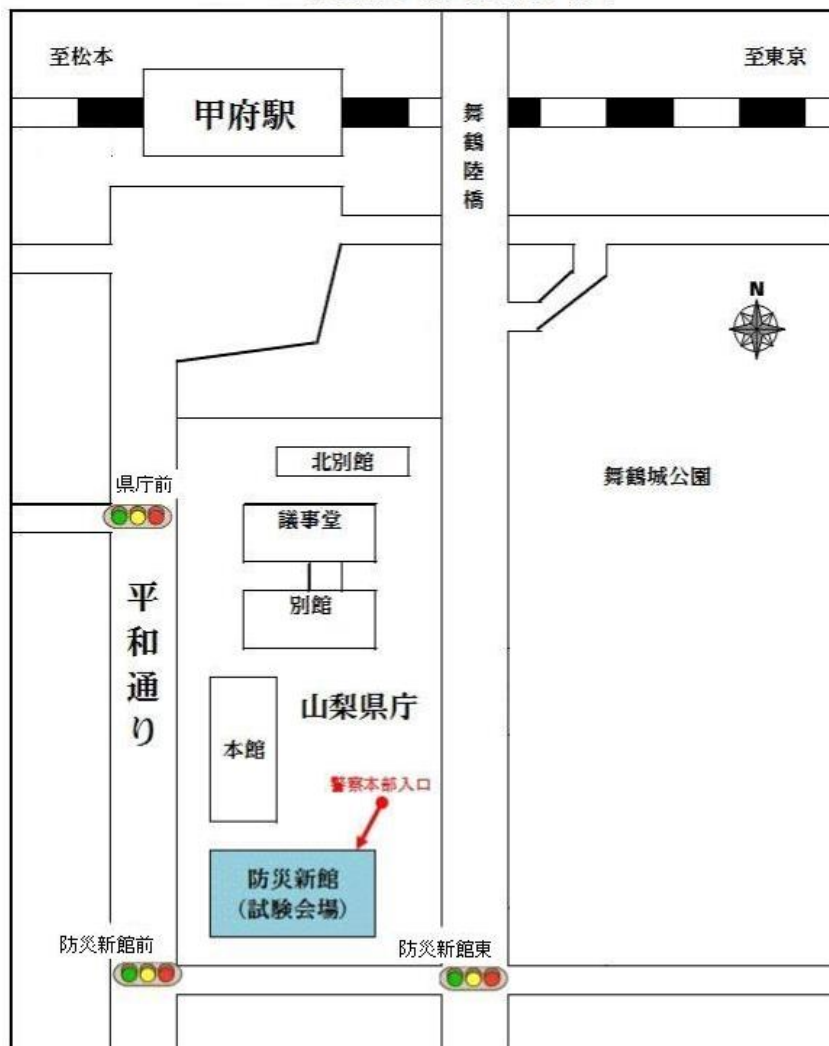 至松本
至東京
甲府駅
舞鶴陸橋
N
北別館
舞鶴城公園
県庁前
議事堂
別館
平和通り
山梨県庁
本館
警察本部入口
防災新館
(試験会場)
防災新館前
防災新館東